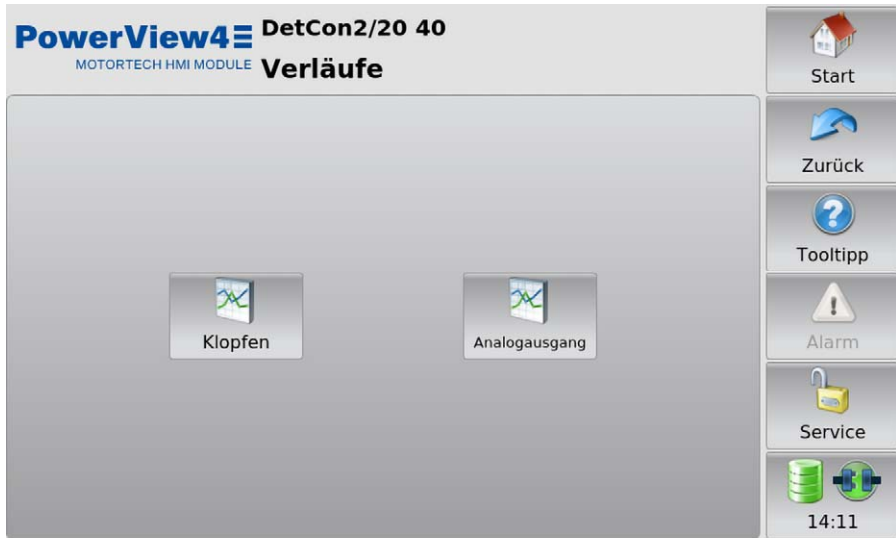 PowerView4
MOTORTECH HMI MODULE
DetCon2/20 40
Verläufe
Klopfen
Analogausgang
Start
Zurück
Tooltipp
Alarm
Service
14:11